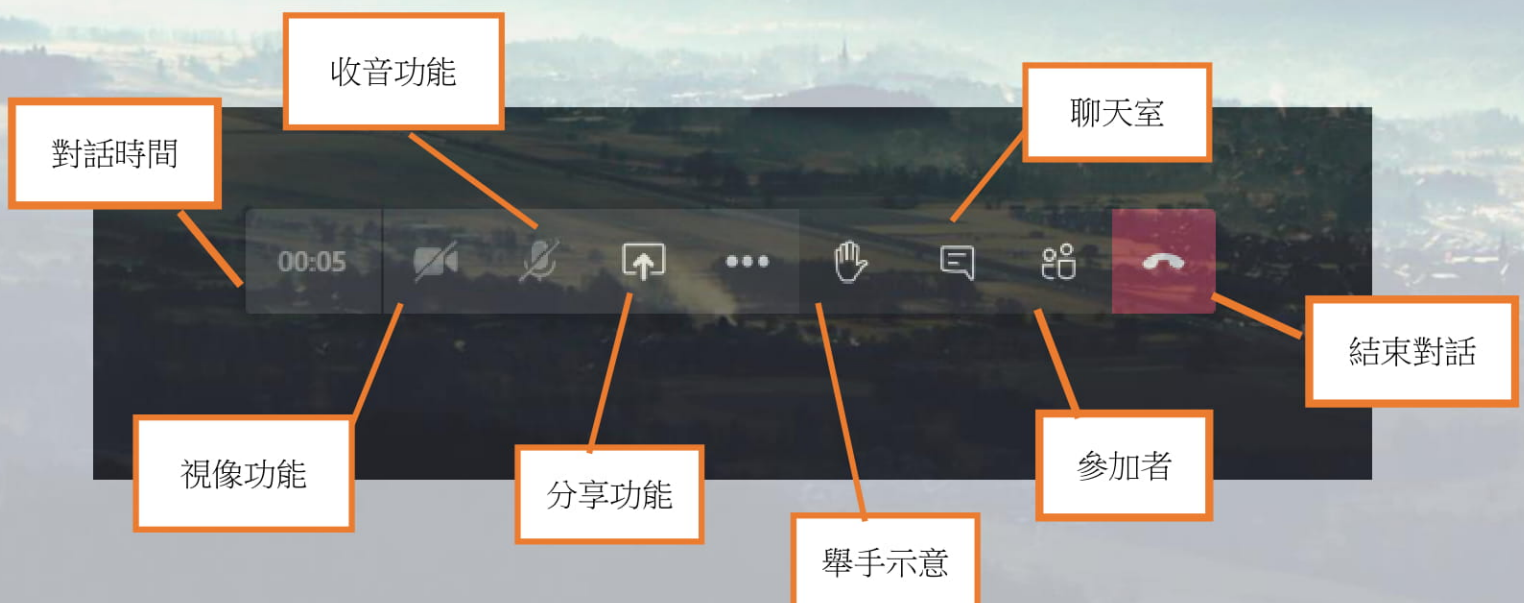 收音功能
聊天室
對話時間
00:05
結束對話
視像功能
分享功能
參加者
舉手示意